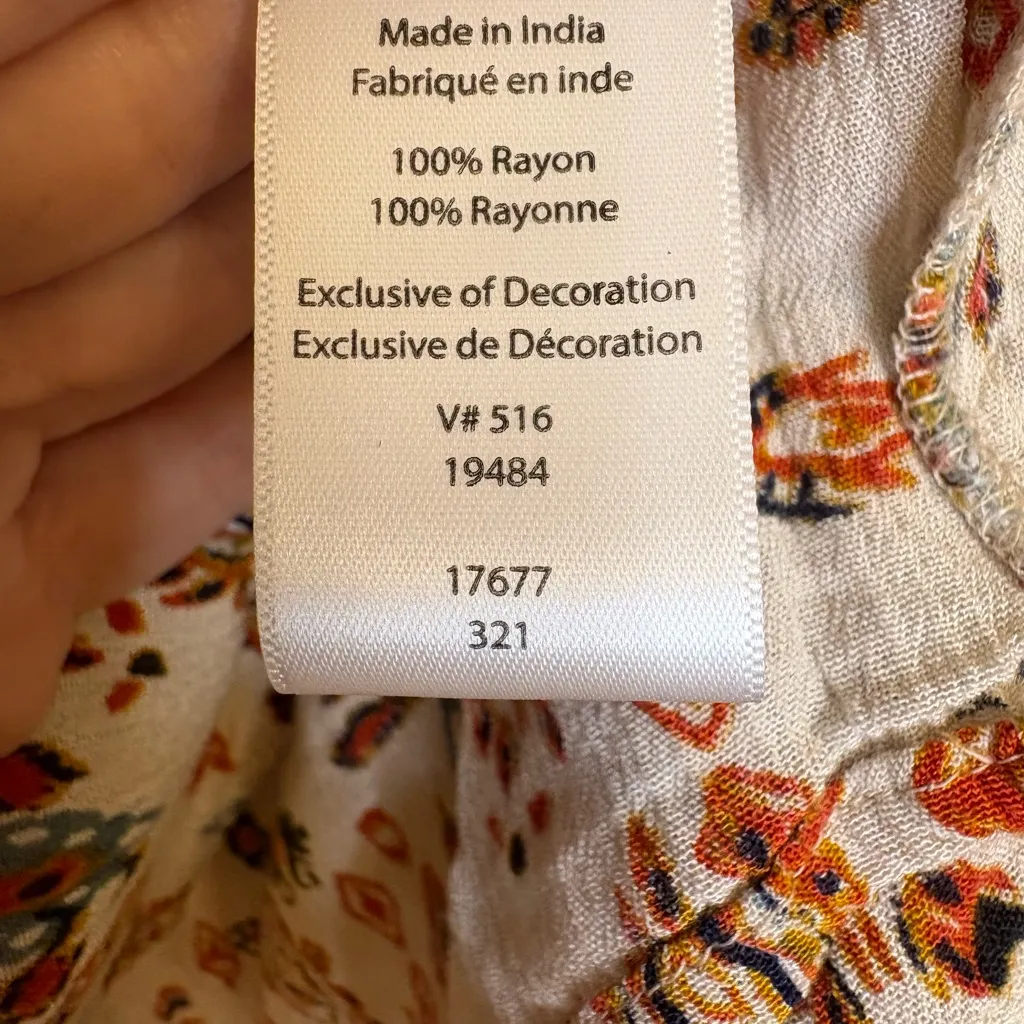 Made in India
Fabriqué en inde
100% Rayon
100% Rayonne
Exclusive of Decoration
Exclusive de Décoration
V# 516
19484
17677
321